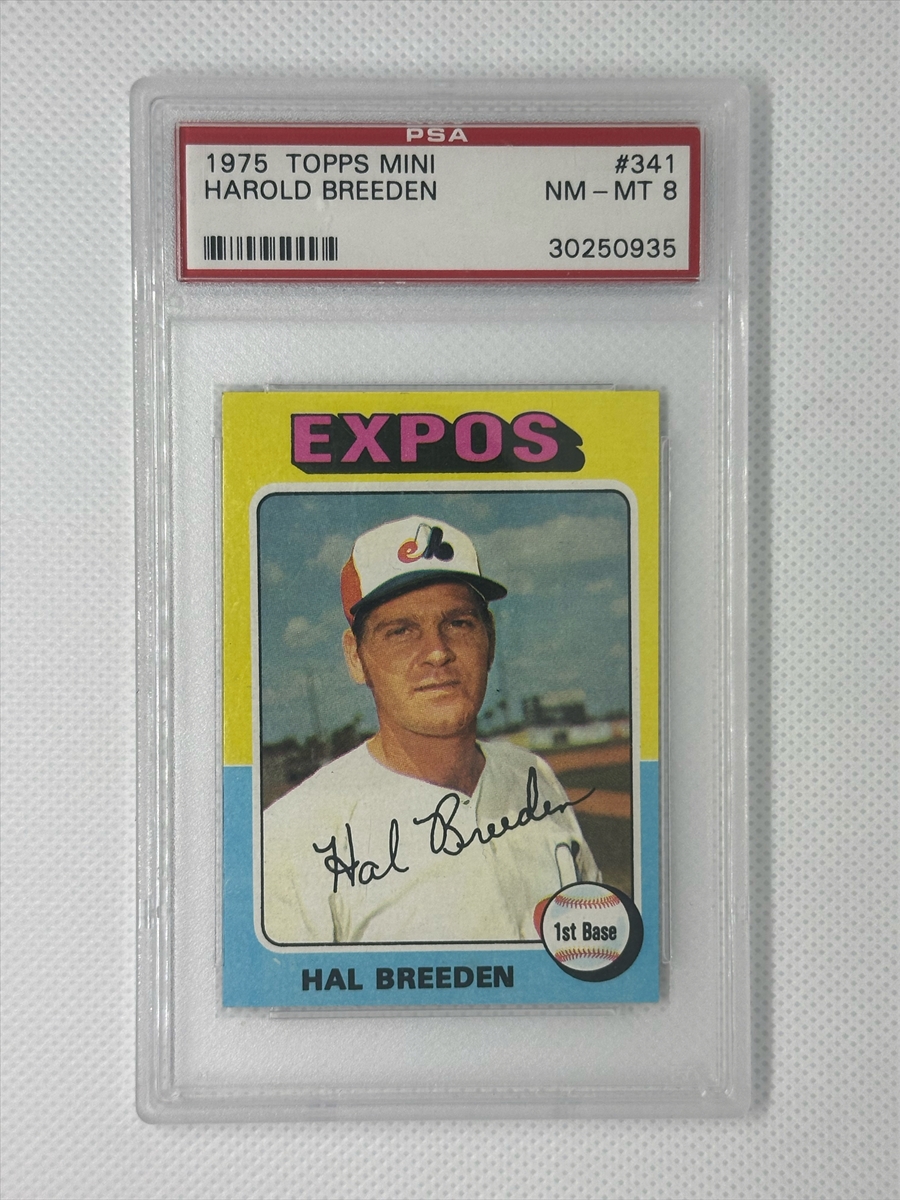 PSA
1975 TOPPS MINI #341
HAROLD BREEDEN NM-MT 8
30250935
EXPOS
Hal Breeden
1st Base
HAL BREEDEN